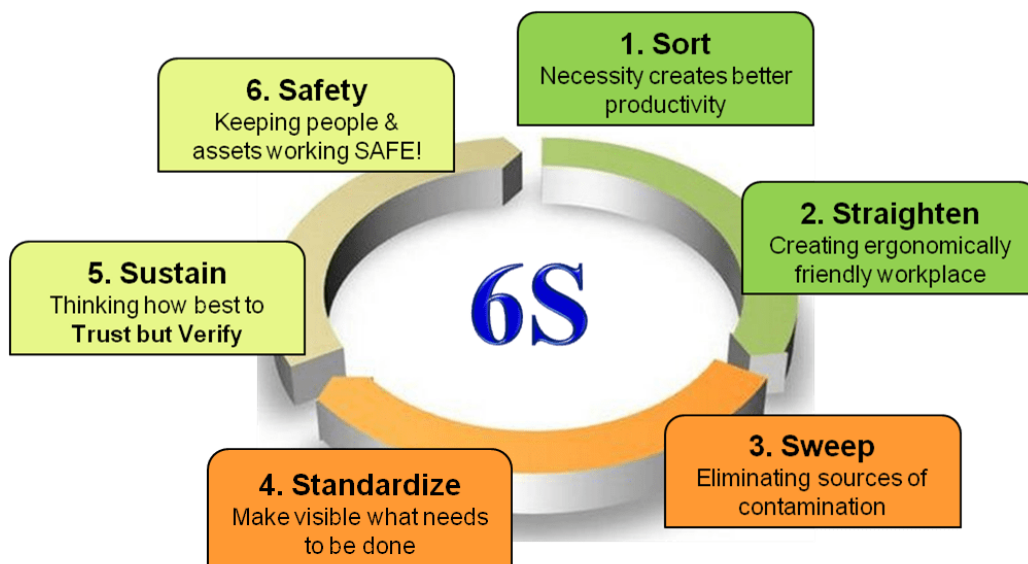 1. Sort
Necessity creates better
productivity
2. Straighten
Creating ergonomically
friendly workplace
3. Sweep
Eliminating sources of
contamination
4. Standardize
Make visible what needs
to be done
5. Sustain
Thinking how best to
Trust but Verify
6. Safety
Keeping people &
assets working SAFE!
6S